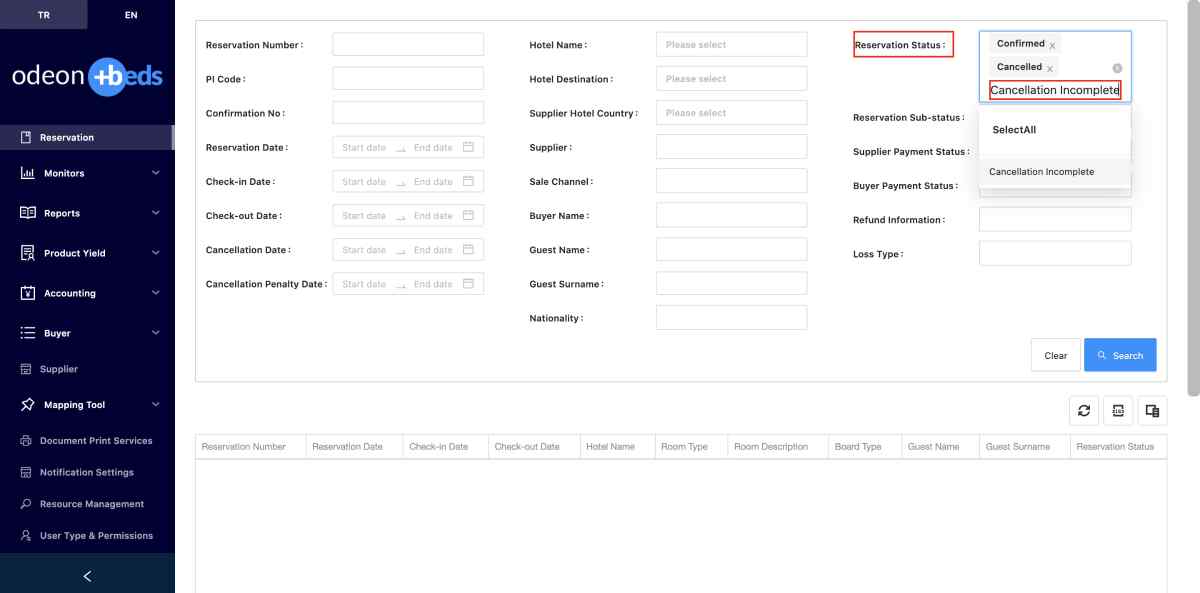 TR
EN
odeon +beds
Reservation
Monitors
Reports
Product Yield
Accounting
Buyer
Supplier
Mapping Tool
Document Print Services
Notification Settings
Resource Management
User Type & Permissions
Reservation Number :
PI Code :
Confirmation No :
Reservation Date : Start date End date
Check-in Date : Start date End date
Check-out Date : Start date End date
Cancellation Date : Start date End date
Cancellation Penalty Date : Start date End date
Hotel Name : Please select
Hotel Destination : Please select
Supplier Hotel Country : Please select
Supplier :
Sale Channel :
Buyer Name :
Guest Name :
Guest Surname :
Nationality :
Reservation Status :
Confirmed
Cancelled
Cancellation Incomplete
SelectAll
Cancellation Incomplete
Reservation Sub-status :
Supplier Payment Status :
Buyer Payment Status :
Refund Information :
Loss Type :
Clear
Search
Reservation Number Reservation Date Check-in Date Check-out Date Hotel Name Room Type Room Description Board Type Guest Name Guest Surname Reservation Status